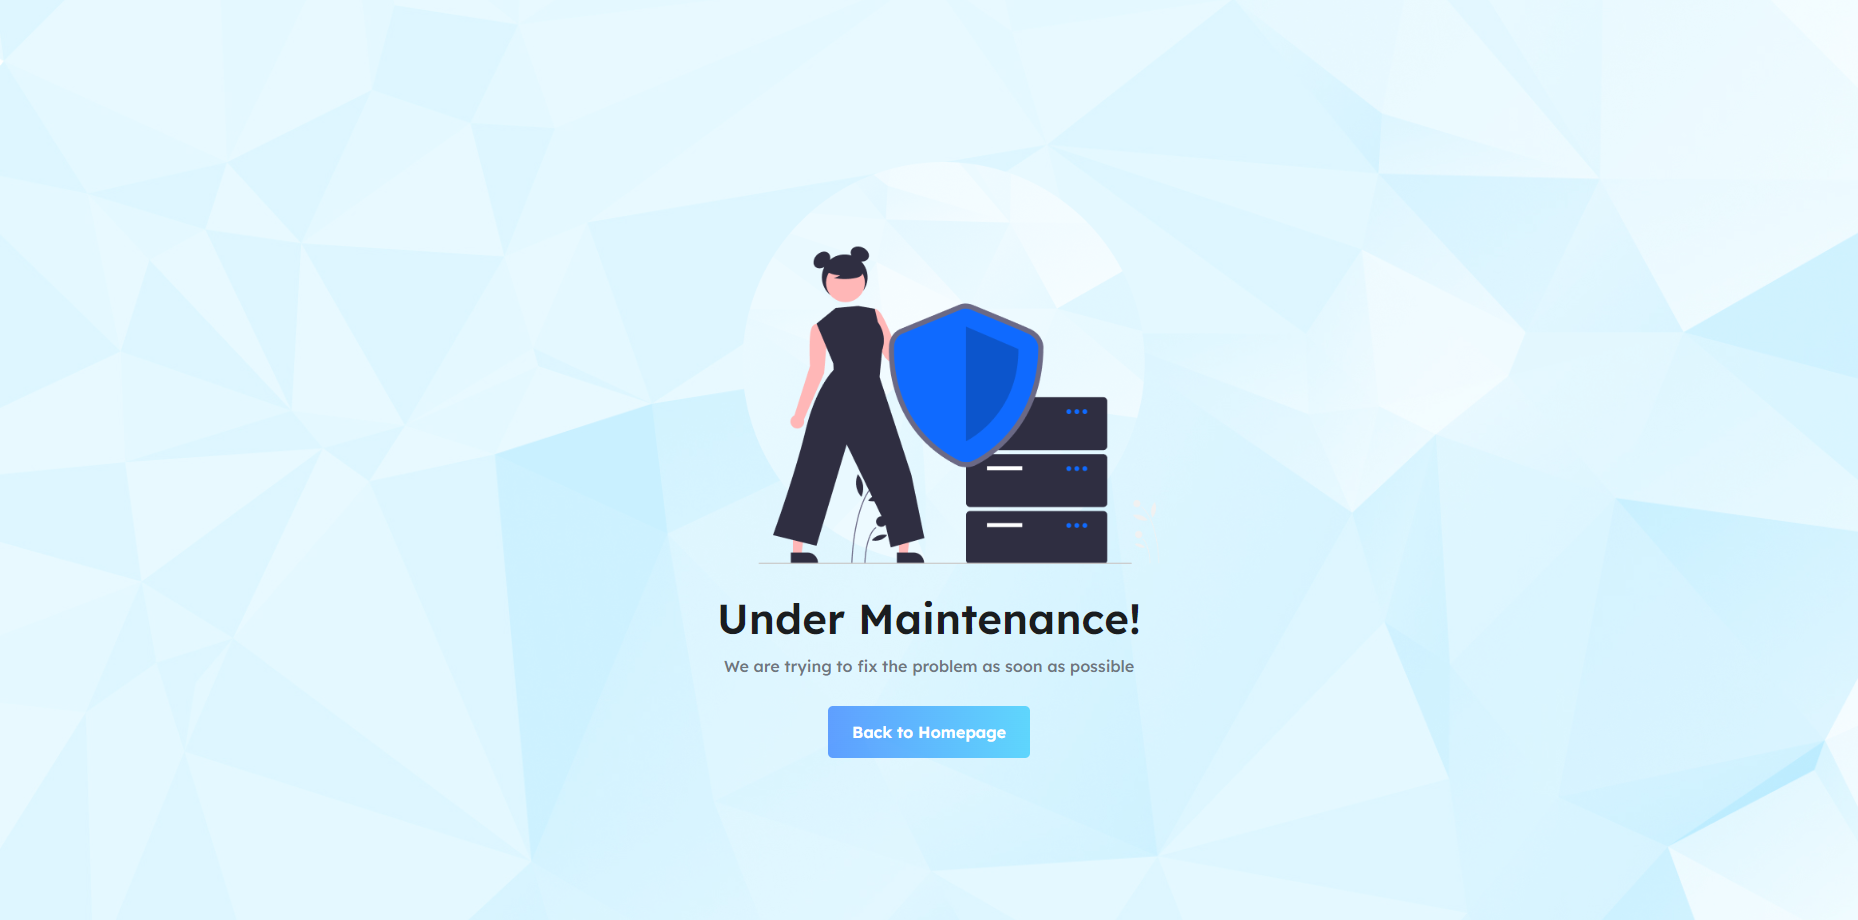 Under Maintenance!
We are trying to fix the problem as soon as possible
Back to Homepage